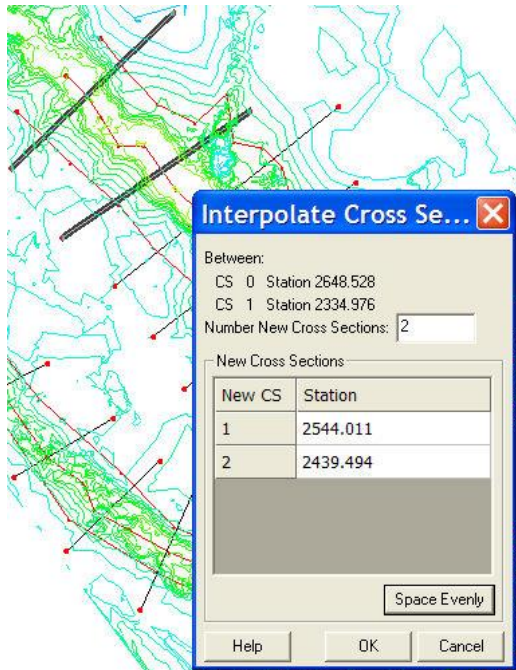 Interpolate Cross Se...
Between:
CS 0 Station 2648.528
CS 1 Station 2334.976
Number New Cross Sections: 2
New Cross Sections
New CS Station
1 2544.011
2 2439.494
Space Evenly
Help OK Cancel